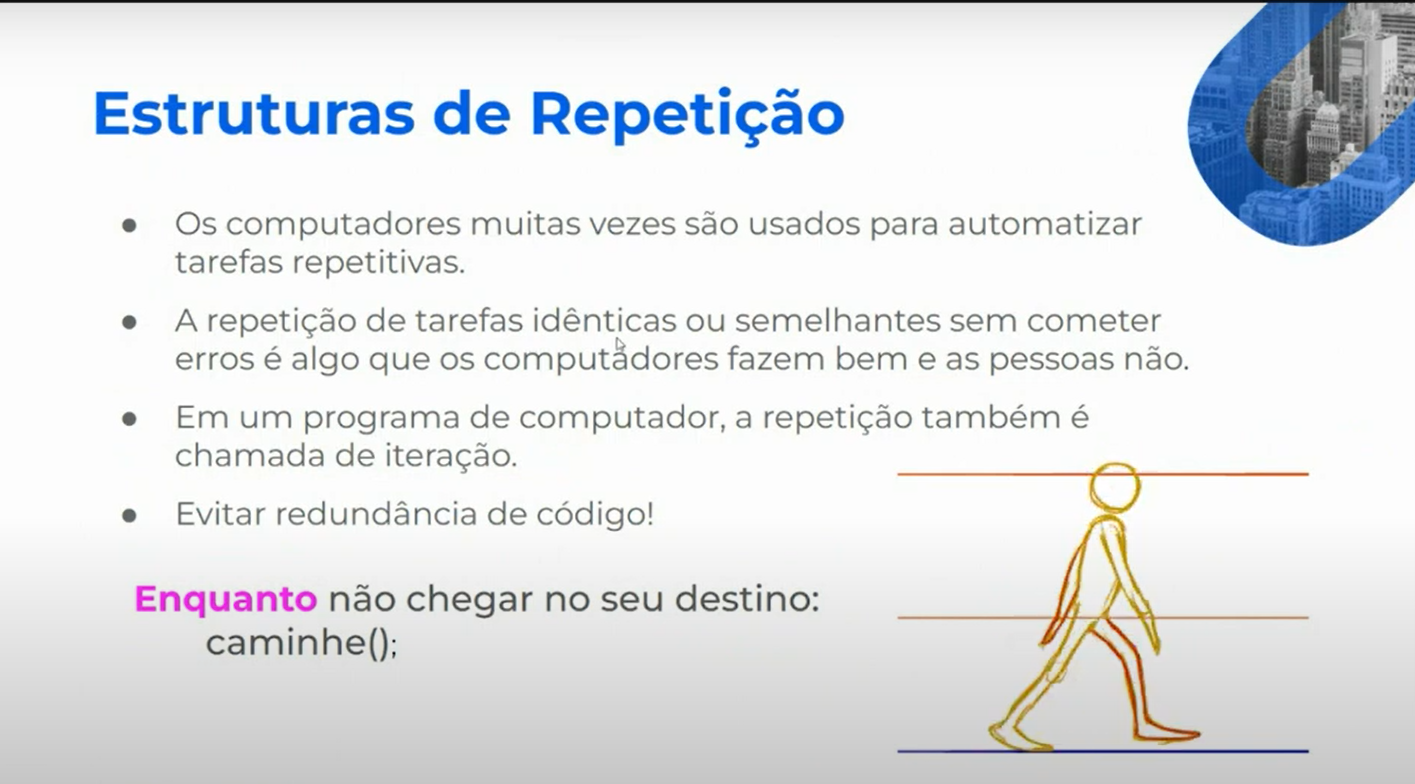 Estruturas de Repetição
● Os computadores muitas vezes são usados para automatizar
tarefas repetitivas.
● A repetição de tarefas idênticas ou semelhantes sem cometer
erros é algo que os computadores fazem bem e as pessoas não.
● Em um programa de computador, a repetição também é
chamada de iteração.
● Evitar redundância de código!
Enquanto não chegar no seu destino:
caminhe();